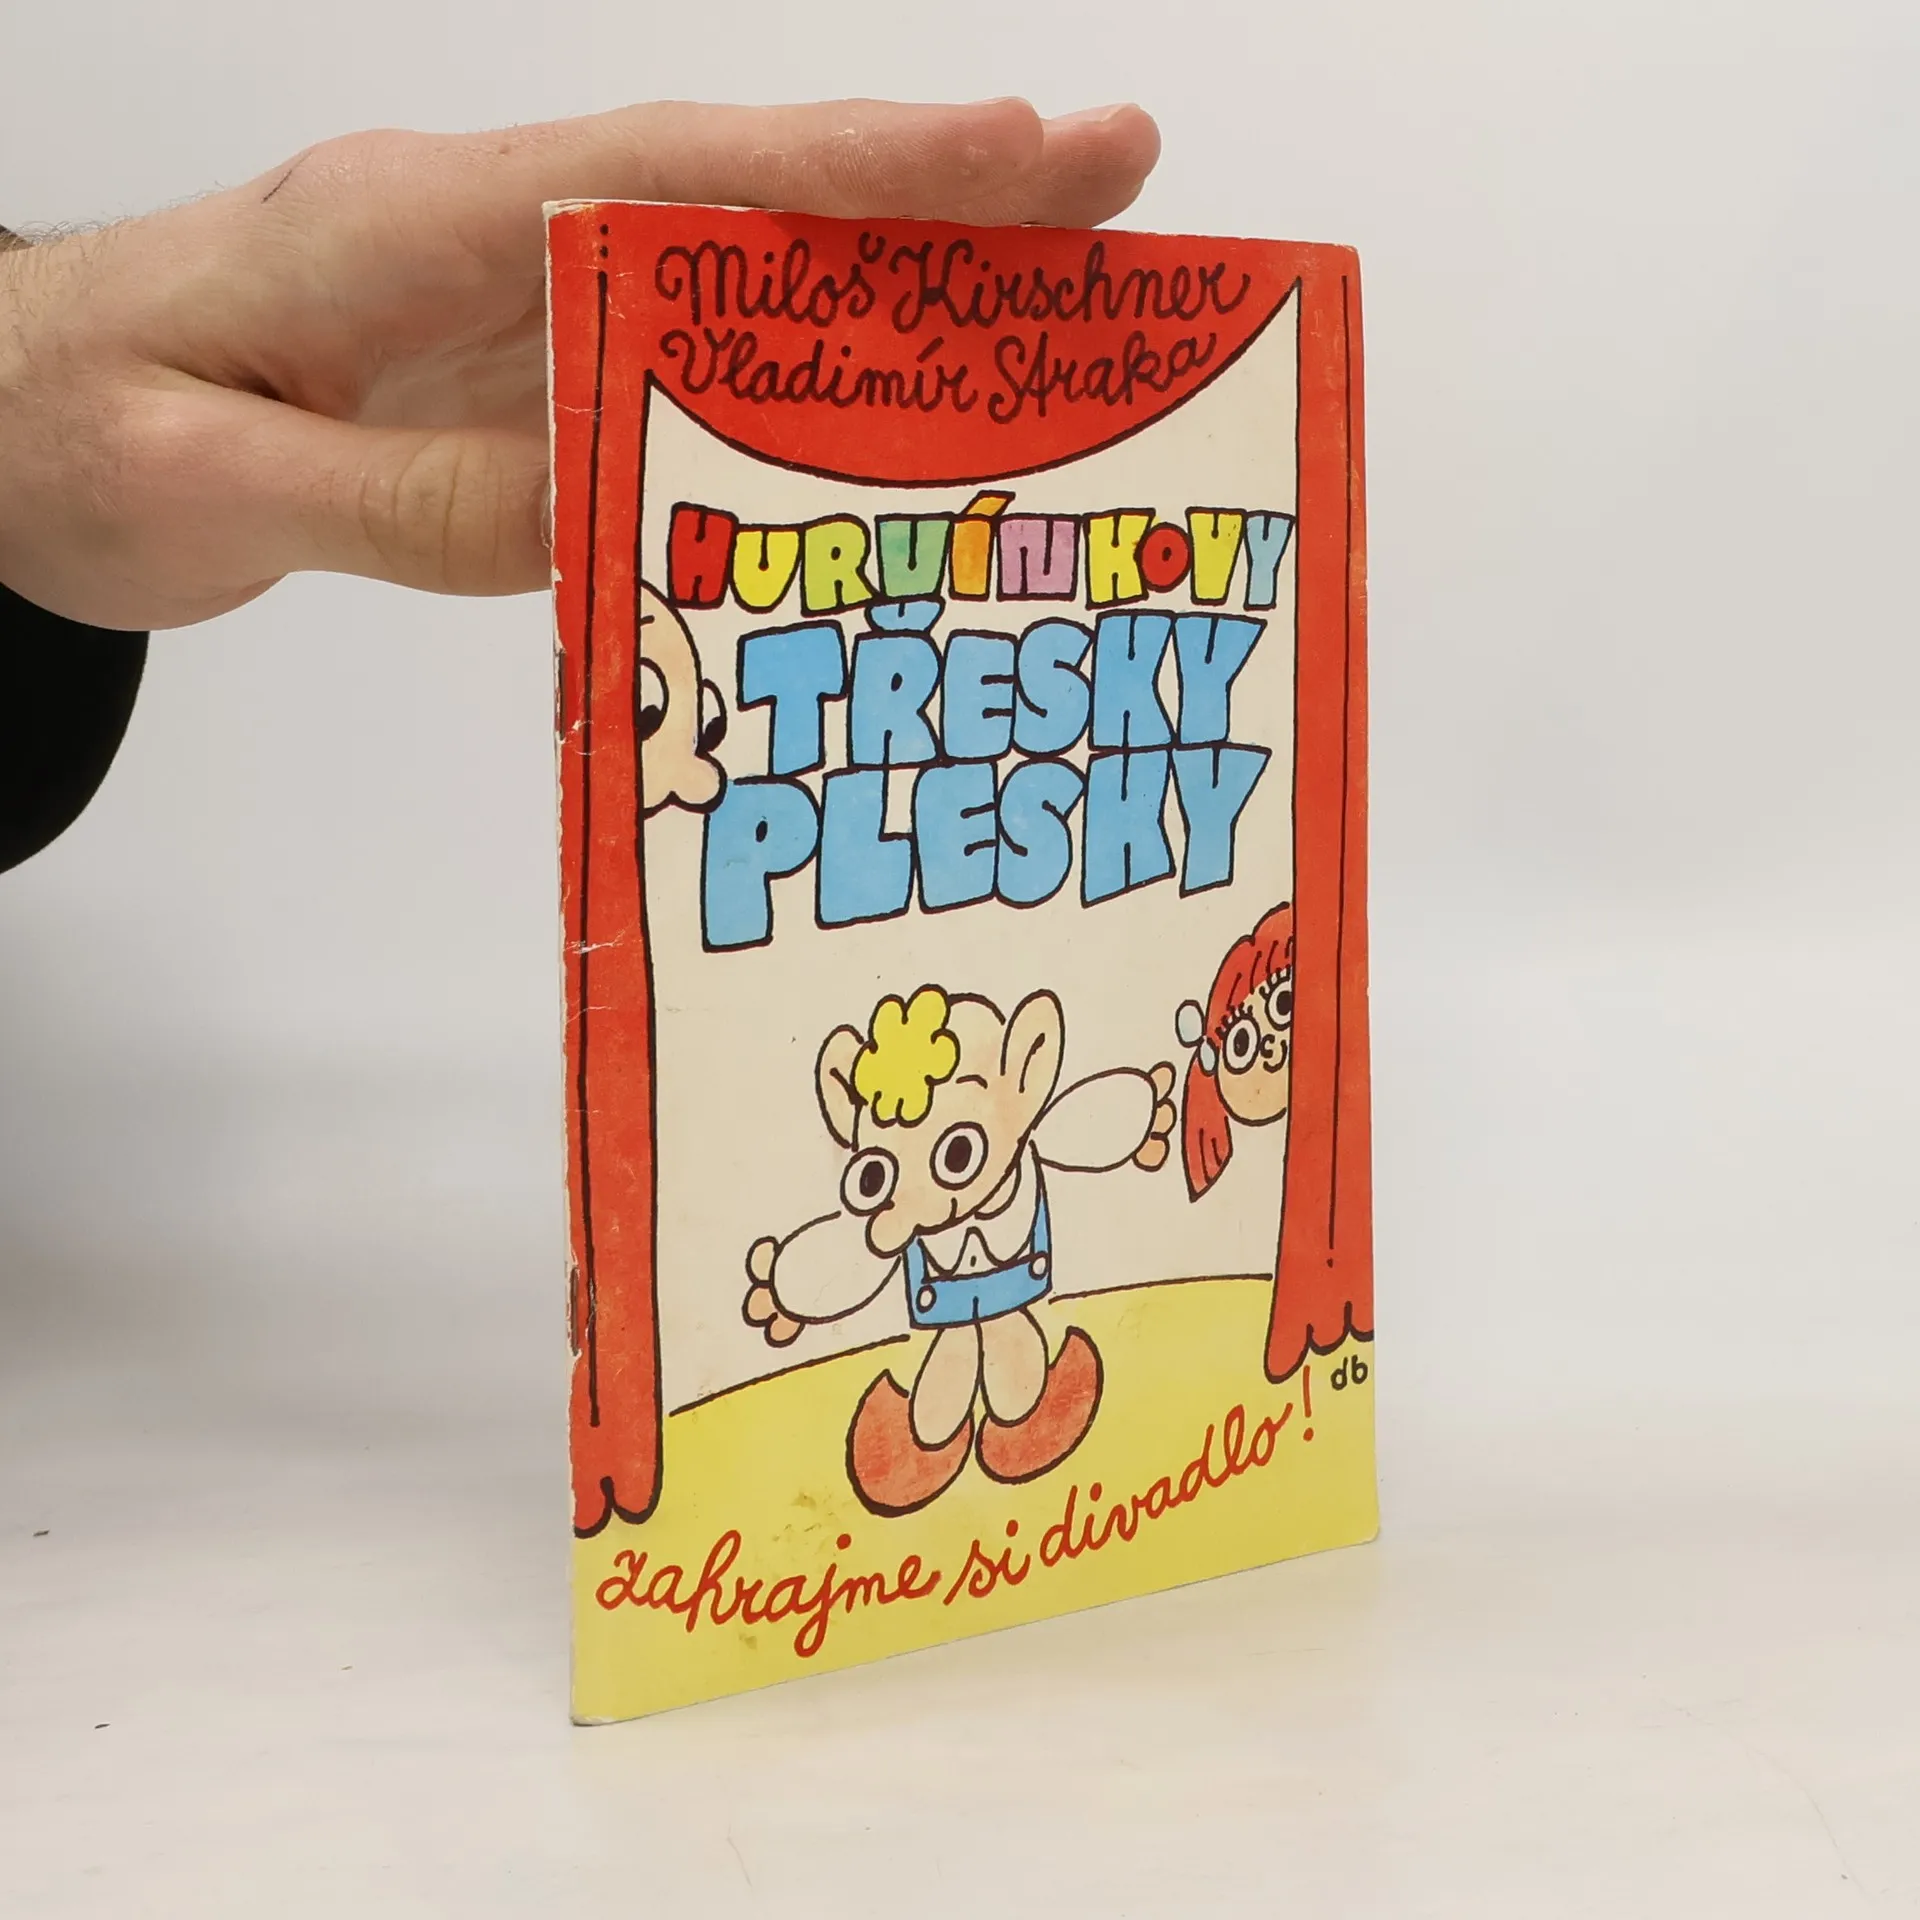 Miloš Kirschner
Vladimír Straka
HURVÍNKOVY
TŘESKY
PLESKY
db
Zahrajme si divadlo!